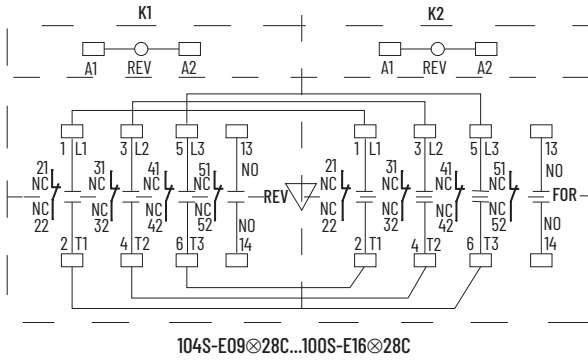 K1 K2
A1 REV A2 A1 REV A2
1 L1 3 L2 5 L3 13 1 L1 3 L2 5 L3 13
21 31 41 51 NO 21 31 41 51 NO
NC NC NC NC REV NC NC NC NC FOR
NC NC NC NC NC NC NC NC
22 32 42 52 NO 22 32 42 52 NO
2 T1 4 T2 6 T3 14 2 T1 4 T2 6 T3 14
104S-E09⊗28C...100S-E16⊗28C